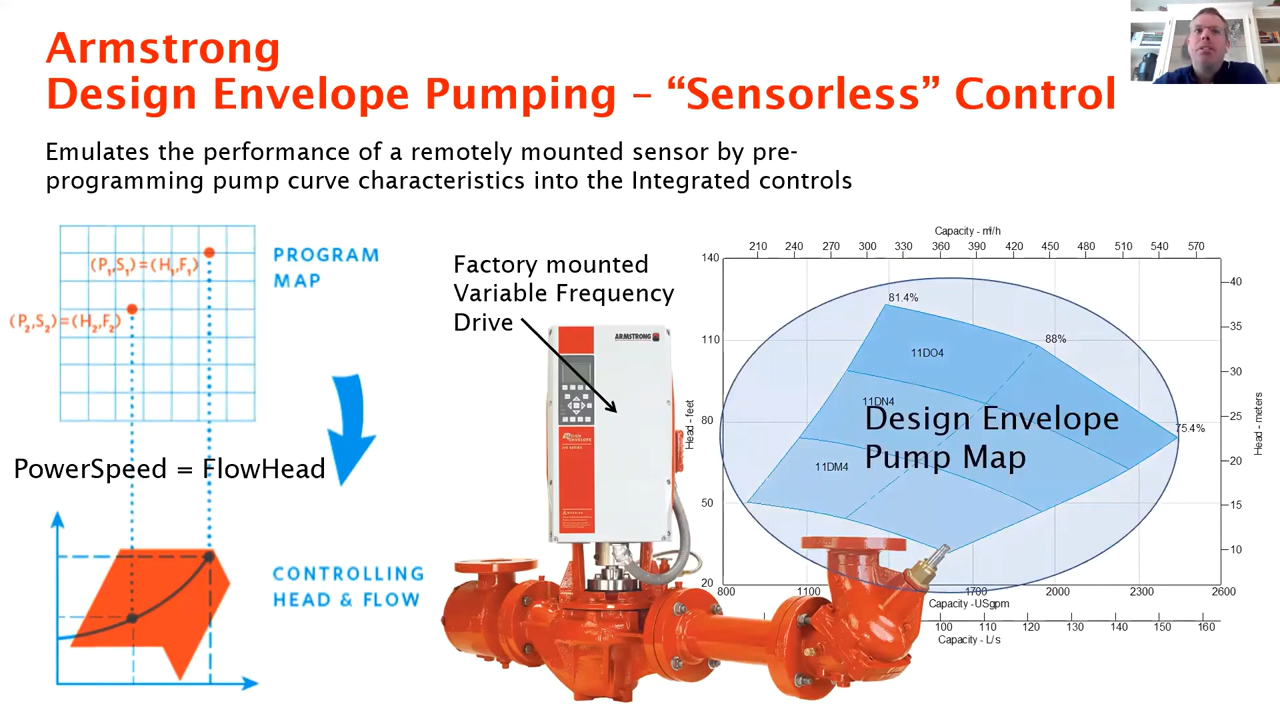 Armstrong
Design Envelope Pumping – “Sensorless” Control
Emulates the performance of a remotely mounted sensor by pre-
programming pump curve characteristics into the Integrated controls
(P1,S1)=(H1,F1)
(P2,S2)=(H2,F2)
PROGRAM
MAP
PowerSpeed = FlowHead
CONTROLLING
HEAD & FLOW
Factory mounted
Variable Frequency
Drive
ARMSTRONG
ENVELOPE
Capacity - m³/h
210 240 270 300 330 360 390 420 450 480 510 540 570
140
110
80
50
20
Head - feet
40
35
30
25
20
15
10
Head - meters
81.4%
88%
75.4%
11DO4
11DN4
11DM4
Design Envelope
Pump Map
800 1100 1700 2000 2300 2600
Capacity - USgpm
100 110 120 130 140 150 160
Capacity - L/s